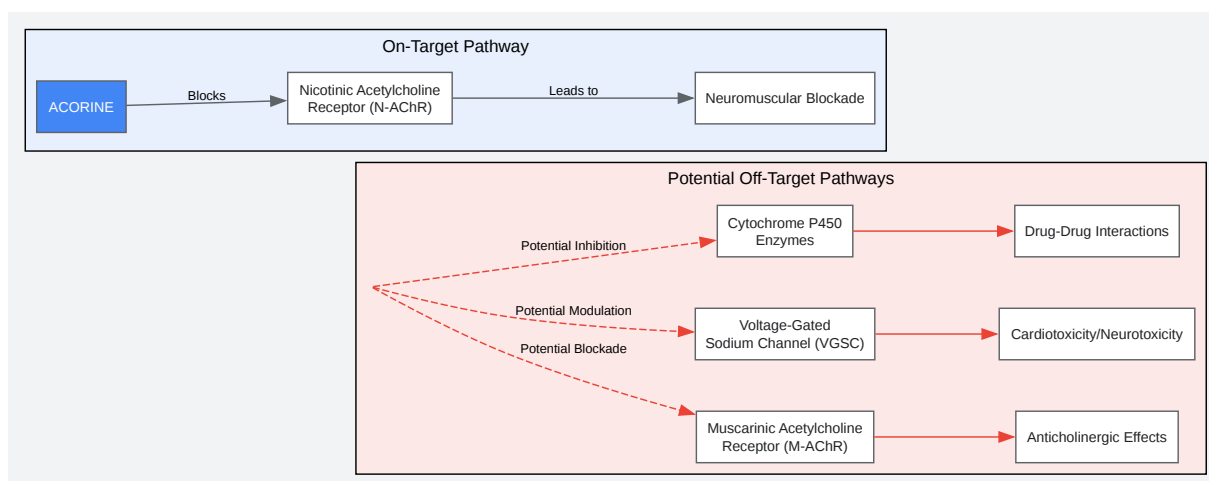 On-Target Pathway
ACORINE
Blocks
Nicotinic Acetylcholine
Receptor (N-AChR)
Leads to
Neuromuscular Blockade
Potential Off-Target Pathways
Potential Inhibition
Cytochrome P450
Enzymes
Drug-Drug Interactions
Potential Modulation
Voltage-Gated
Sodium Channel (VGSC)
Cardiotoxicity/Neurotoxicity
Potential Blockade
Muscarinic Acetylcholine
Receptor (M-AChR)
Anticholinergic Effects